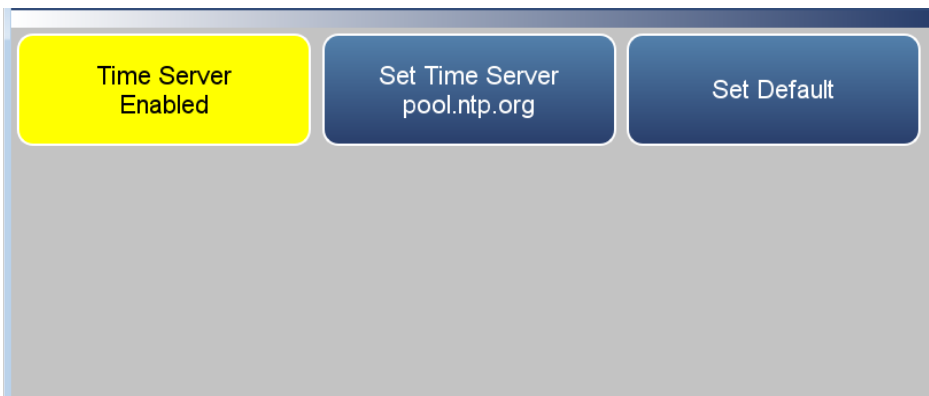 Time Server
Enabled
Set Time Server
pool.ntp.org
Set Default